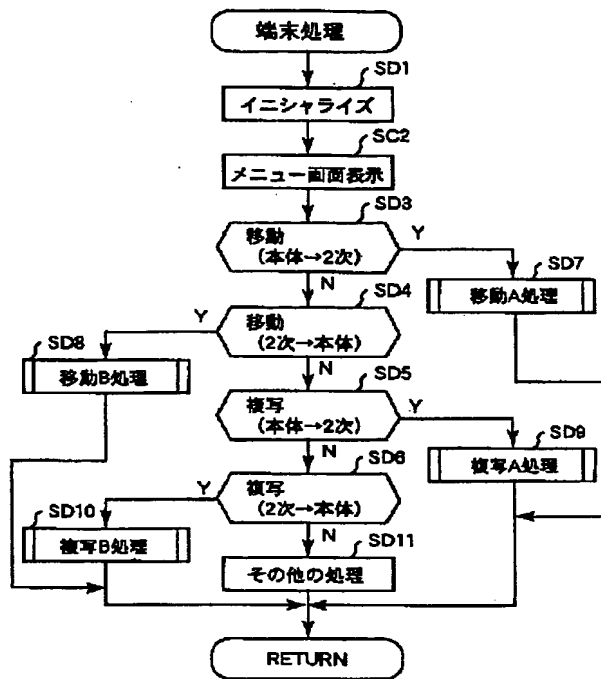 端末処理
SD1
イニシャライズ
SC2
メニュー画面表示
SD3
移動
(本体→2次)
Y
N
SD7
移動A処理
SD4
移動
(2次→本体)
Y
N
SD8
移動B処理
SD5
複写
(本体→2次)
Y
N
SD9
複写A処理
SD6
複写
(2次→本体)
Y
N
SD10
複写B処理
SD11
その他の処理
RETURN